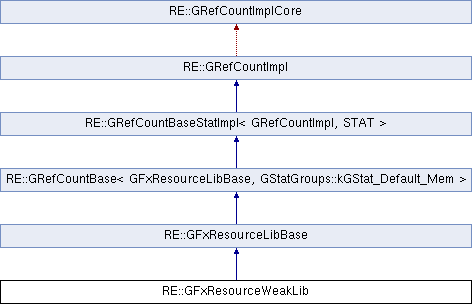 RE::GRefCountImplCore
RE::GRefCountImpl
RE::GRefCountBaseStatImpl< GRefCountImpl, STAT >
RE::GRefCountBase< GFxResourceLibBase, GStatGroups::kGStat_Default_Mem >
RE::GFxResourceLibBase
RE::GFxResourceWeakLib